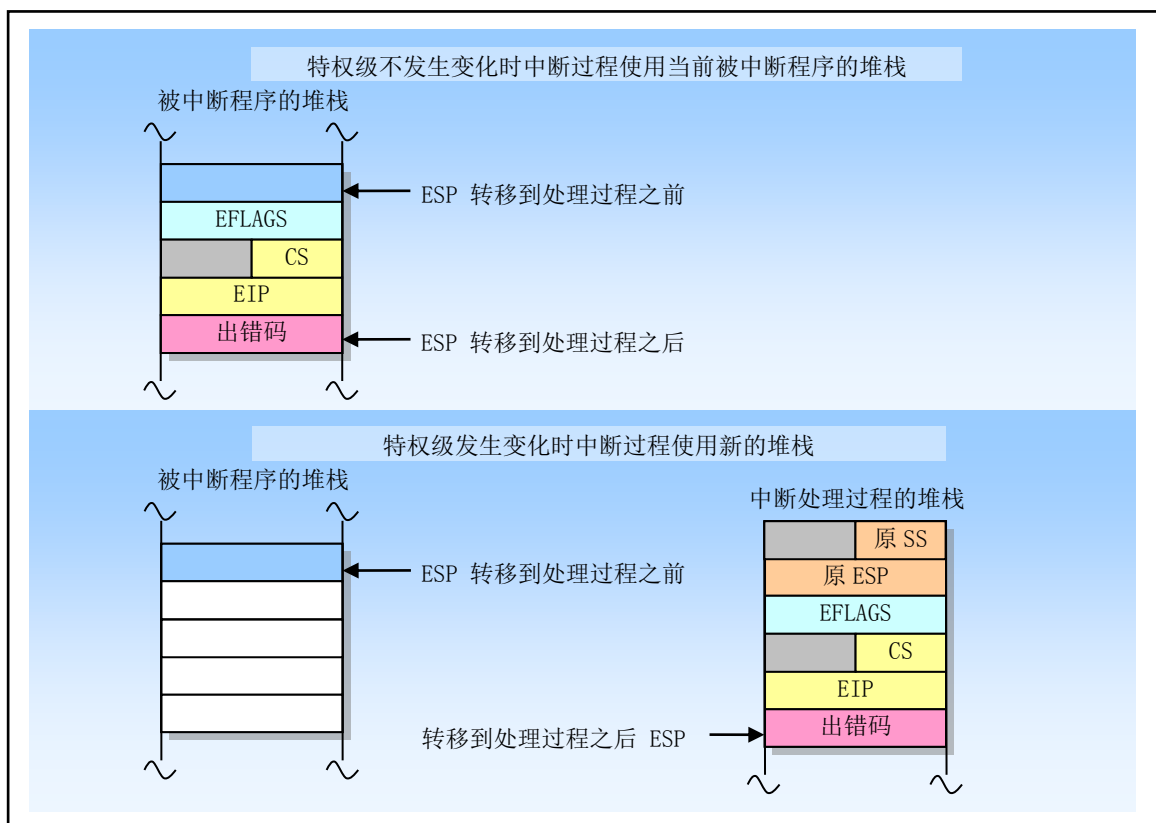 特权级不发生变化时中断过程使用当前被中断程序的堆栈
被中断程序的堆栈
ESP 转移到处理过程之前
EFLAGS
CS
EIP
出错码
ESP 转移到处理过程之后
特权级发生变化时中断过程使用新的堆栈
被中断程序的堆栈
中断处理过程的堆栈
原 SS
ESP 转移到处理过程之前
原 ESP
EFLAGS
CS
EIP
出错码
转移到处理过程之后 ESP